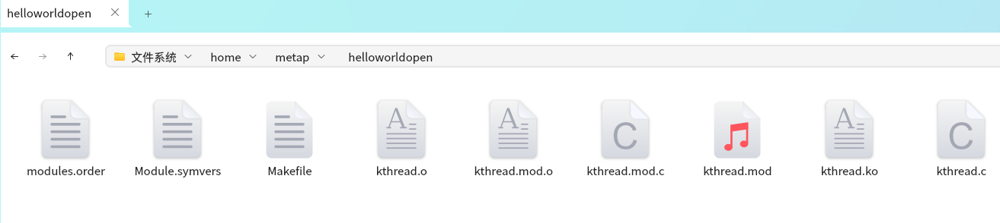 helloworldopen
文件系统 home metap helloworldopen
modules.order Module.symvers Makefile kthread.o kthread.mod.o kthread.mod.c kthread.mod kthread.ko kthread.c